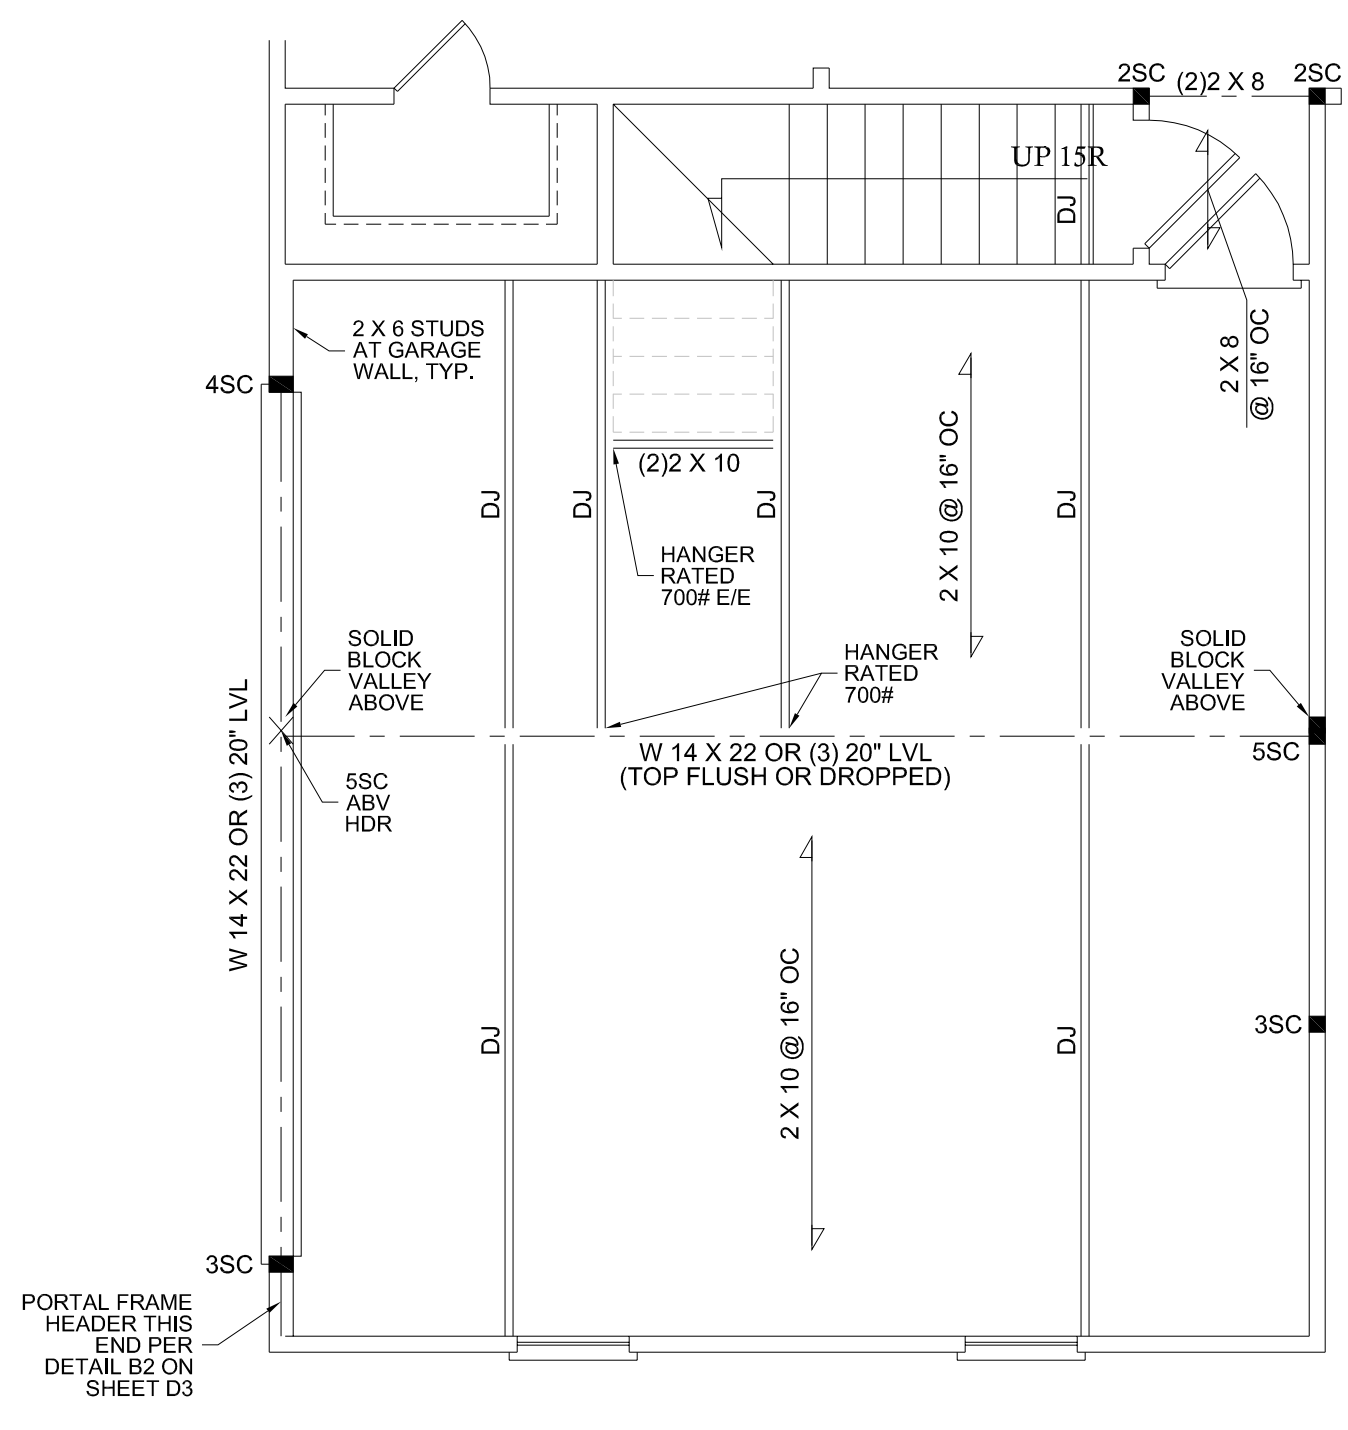 2SC
(2)2 X 8
2SC
UP 15R
DJ
2 X 6 STUDS
AT GARAGE
WALL, TYP.
2 X 8
@ 16" OC
4SC
(2)2 X 10
DJ
DJ
DJ
2 X 10 @ 16" OC
DJ
HANGER
RATED
700# E/E
SOLID
BLOCK
VALLEY
ABOVE
HANGER
RATED
700#
SOLID
BLOCK
VALLEY
ABOVE
W 14 X 22 OR (3) 20" LVL
W 14 X 22 OR (3) 20" LVL
(TOP FLUSH OR DROPPED)
5SC
5SC
ABV
HDR
2 X 10 @ 16" OC
DJ
DJ
3SC
3SC
PORTAL FRAME
HEADER THIS
END PER
DETAIL B2 ON
SHEET D3